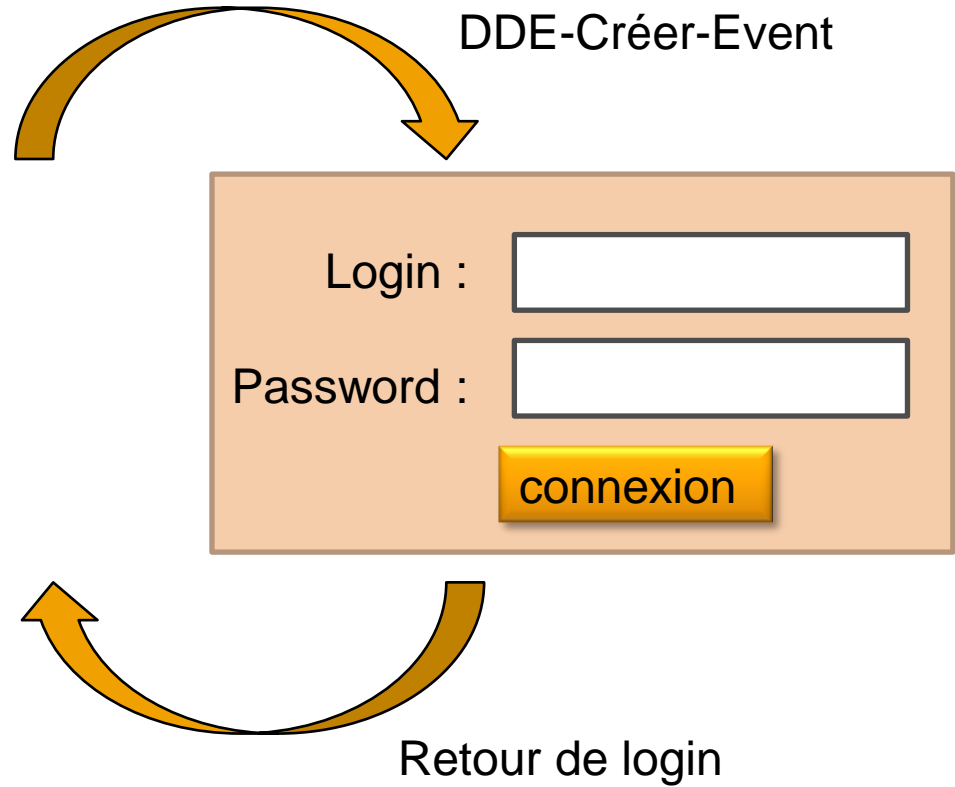 DDE-Créer-Event
Login :
Password :
connexion
Retour de login